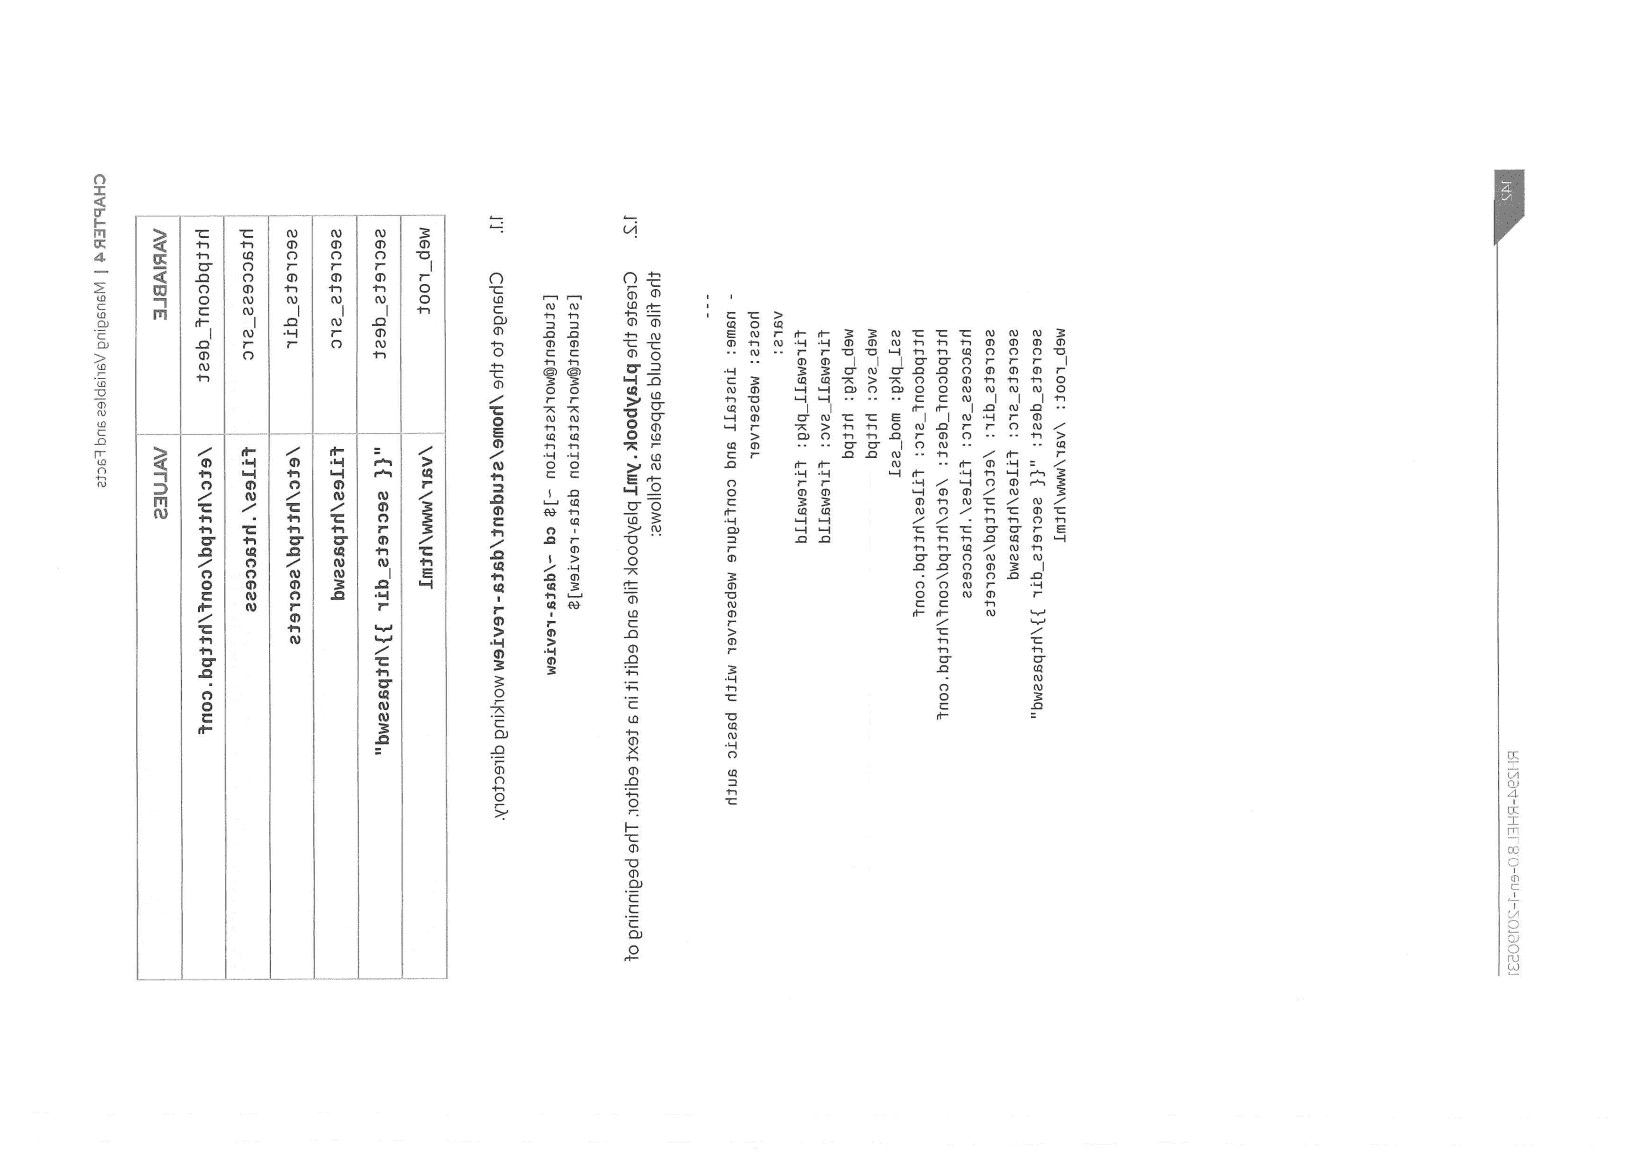 CHAPTER 4 | Managing Variables and Facts
VARIABLE VALUES
httpdconf_dest /etc/httpd/conf/httpd.conf
htaccess_src files/.htaccess
secrets_dir /etc/httpd/secrets
secrets_src files/htpasswd
secrets_dest "{{ secrets_dir }}/htpasswd"
web_root /var/www/html
1.1. Change to the /home/student/data-review working directory.
[student@workstation ~]$ cd ~/data-review
[student@workstation data-review]$
1.2. Create the playbook.yml playbook file and edit it in a text editor. The beginning of
the file should appear as follows:
---
- name: install and configure webserver with basic auth
hosts: webserver
vars:
firewall_pkg: firewalld
firewall_svc: firewalld
web_pkg: httpd
web_svc: httpd
ssl_pkg: mod_ssl
httpdconf_src: files/httpd.conf
httpdconf_dest: /etc/httpd/conf/httpd.conf
htaccess_src: files/.htaccess
secrets_dir: /etc/httpd/secrets
secrets_src: files/htpasswd
secrets_dest: "{{ secrets_dir }}/htpasswd"
web_root: /var/www/html
142
RH294-RHEL8.0-en-1-20190531